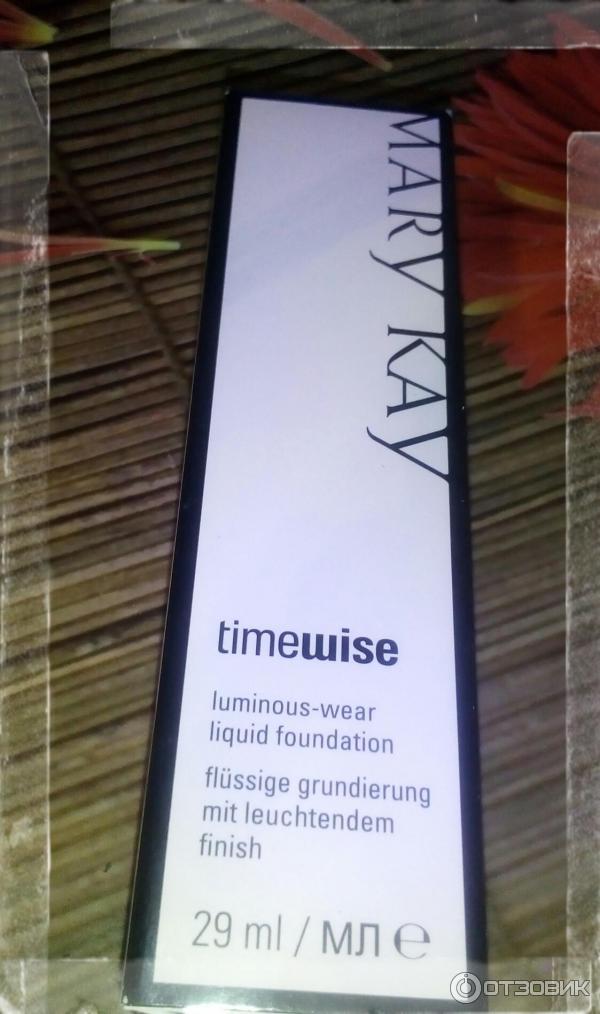 MARY KAY
timewise
luminous-wear
liquid foundation
flüssige grundierung
mit leuchtendem
finish
29 ml / МЛ ℮
ОТЗОВИК